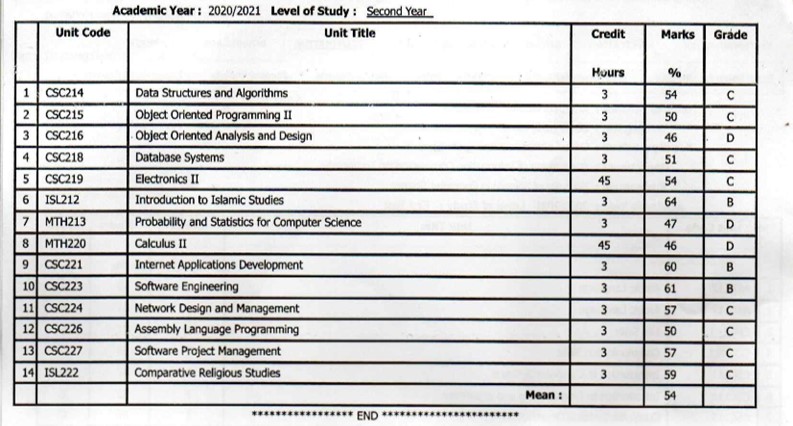 Academic Year : 2020/2021 Level of Study : Second Year
Unit Code Unit Title Credit Hours Marks % Grade
1 CSC214 Data Structures and Algorithms 3 54 C
2 CSC215 Object Oriented Programming II 3 50 C
3 CSC216 Object Oriented Analysis and Design 3 46 D
4 CSC218 Database Systems 3 51 C
5 CSC219 Electronics II 45 54 C
6 ISL212 Introduction to Islamic Studies 3 64 B
7 MTH213 Probability and Statistics for Computer Science 3 47 D
8 MTH220 Calculus II 45 46 D
9 CSC221 Internet Applications Development 3 60 B
10 CSC223 Software Engineering 3 61 B
11 CSC224 Network Design and Management 3 57 C
12 CSC226 Assembly Language Programming 3 50 C
13 CSC227 Software Project Management 3 57 C
14 ISL222 Comparative Religious Studies 3 59 C
Mean : 54
***************** END ************************